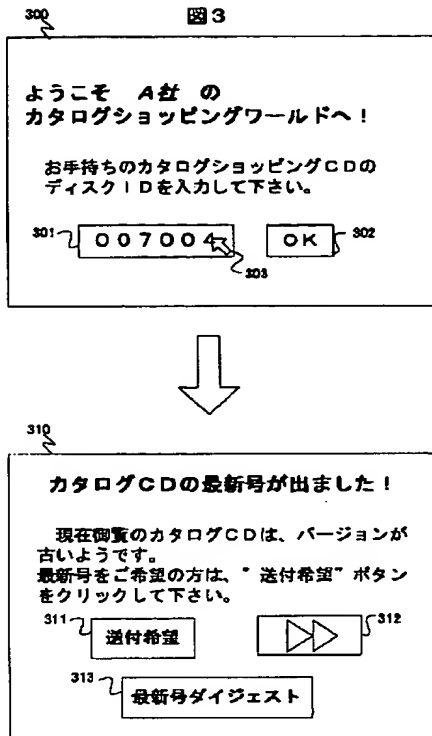 図3
300
ようこそ A社 の
カタログショッピングワールドへ！
お手持ちのカタログショッピングCDの
ディスクIDを入力して下さい。
301
007004
OK
302
303
310
カタログCDの最新号が出ました！
現在御覧のカタログCDは、バージョンが
古いようです。
最新号をご希望の方は、"送付希望"ボタン
をクリックして下さい。
311
送付希望
312
313
最新号ダイジェスト